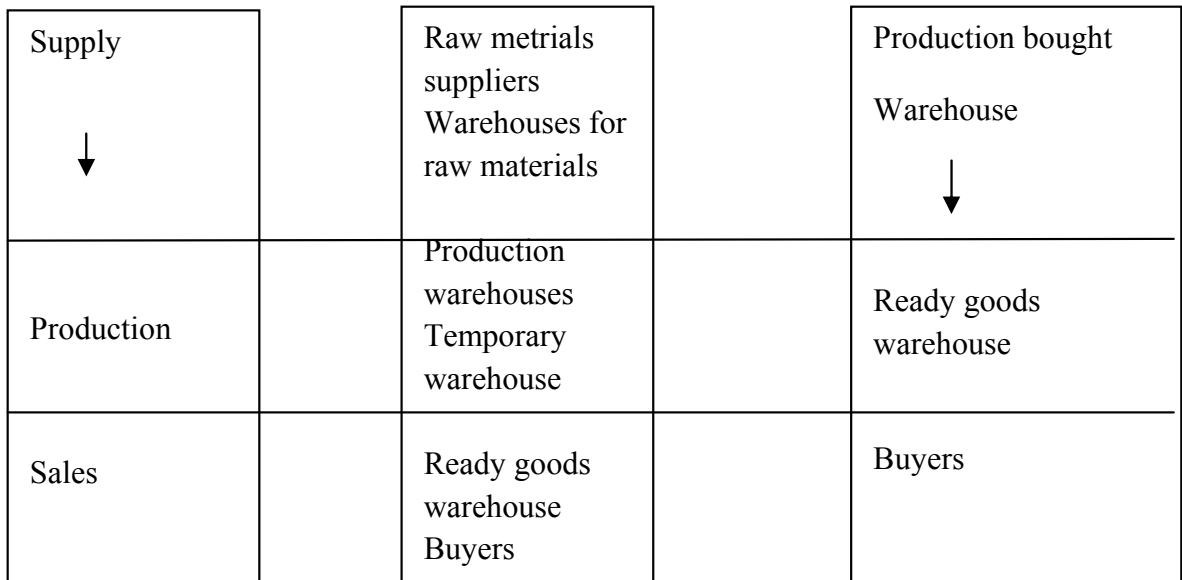 Supply
Raw metrials
suppliers
Warehouses for
raw materials
Production bought
Warehouse
Production
Production
warehouses
Temporary
warehouse
Ready goods
warehouse
Sales
Ready goods
warehouse
Buyers
Buyers